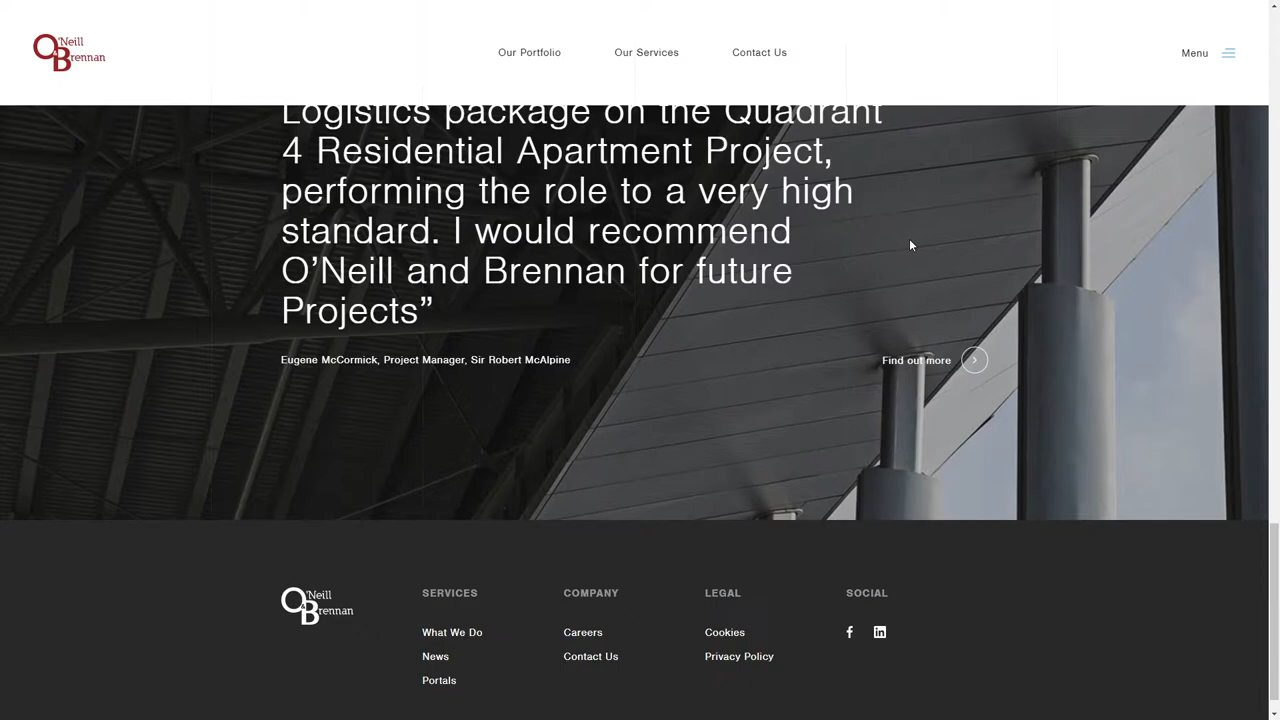 O'Neill
Brennan
Our Portfolio
Our Services
Contact Us
Menu
Logistics package on the Quadrant
4 Residential Apartment Project,
performing the role to a very high
standard. I would recommend
O’Neill and Brennan for future
Projects”
Eugene McCormick, Project Manager, Sir Robert McAlpine
Find out more
O'Neill
Brennan
SERVICES
What We Do
News
Portals
COMPANY
Careers
Contact Us
LEGAL
Cookies
Privacy Policy
SOCIAL